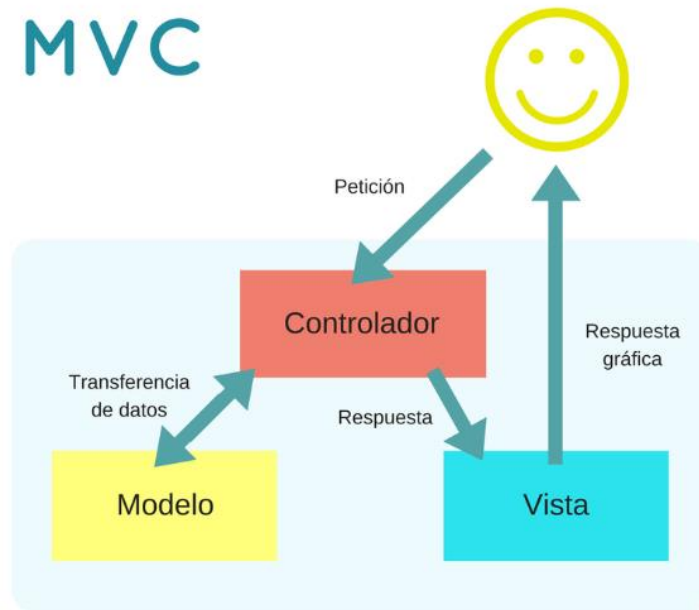 MVC
Petición
Controlador
Respuesta
gráfica
Transferencia
de datos
Respuesta
Modelo
Vista